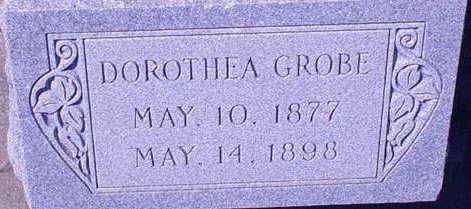 DOROTHEA GROBE
MAY. 10. 1877
MAY. 14. 1898